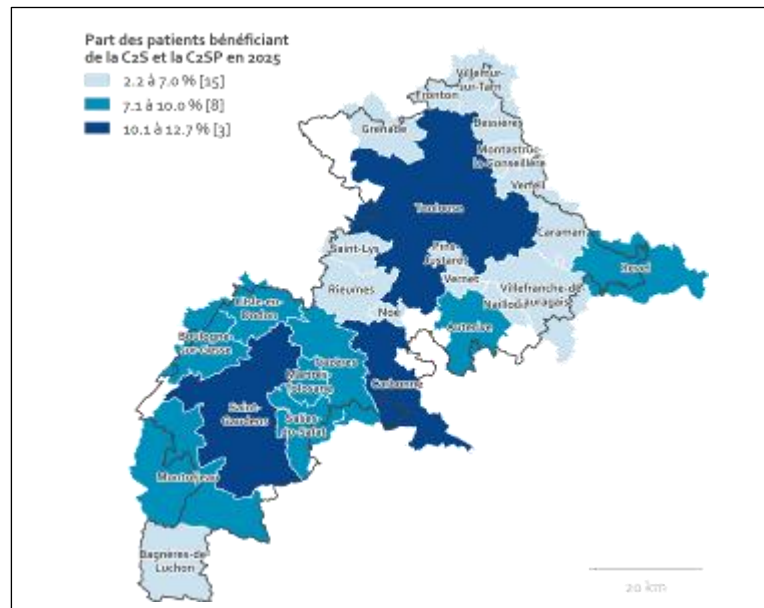 Part des patients bénéficiant
de la C2S et la C2SP en 2025
2.2 à 7.0 % [15]
7.1 à 10.0 % [8]
10.1 à 12.7 % [3]
Villemur-
sur-Tarn
Fronton
Grenade
Bessières
Montastruc-
la-Conseillère
Verfeil
Toulouse
Caraman
Revel
Saint-Lys
Pins-
Justaret
Vernet
Rieumes
Villefranche-de-
Lauragais
Nailloux
Noé
Auterive
L'Isle-en-
Dodon
Boulogne-
sur-Gesse
Cazères
Carbonne
Martres-
Tolosane
Saint-
Gaudens
Salies-
du-Salat
Montréjeau
Bagnères-de-
Luchon
20 km